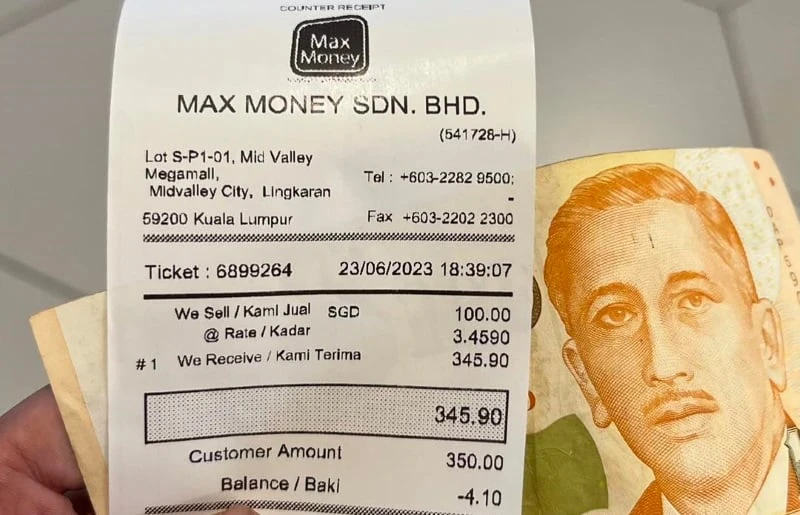 COUNTER RECEIPT
Max
Money
MAX MONEY SDN. BHD.
(541728-H)
Lot S-P1-01, Mid Valley
Megamall,
Midvalley City, Lingkaran
59200 Kuala Lumpur
Tel : +603-2282 9500;
-
Fax +603-2202 2300
Ticket : 6899264 23/06/2023 18:39:07
We Sell / Kami Jual SGD 100.00
@ Rate / Kadar 3.4590
# 1 We Receive / Kami Terima 345.90
345.90
Customer Amount 350.00
Balance / Baki -4.10